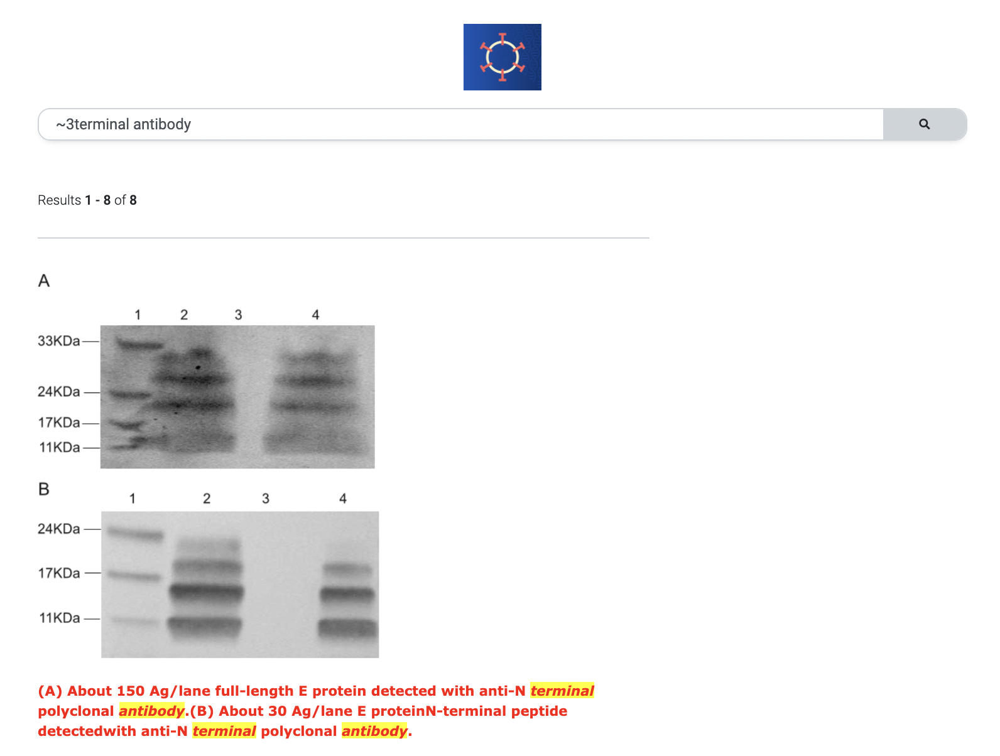 ~3terminal antibody
Results 1 - 8 of 8
A
1 2 3 4
33KDa
24KDa
17KDa
11KDa
B
1 2 3 4
24KDa
17KDa
11KDa
(A) About 150 Ag/lane full-length E protein detected with anti-N terminal
polyclonal antibody.(B) About 30 Ag/lane E proteinN-terminal peptide
detectedwith anti-N terminal polyclonal antibody.